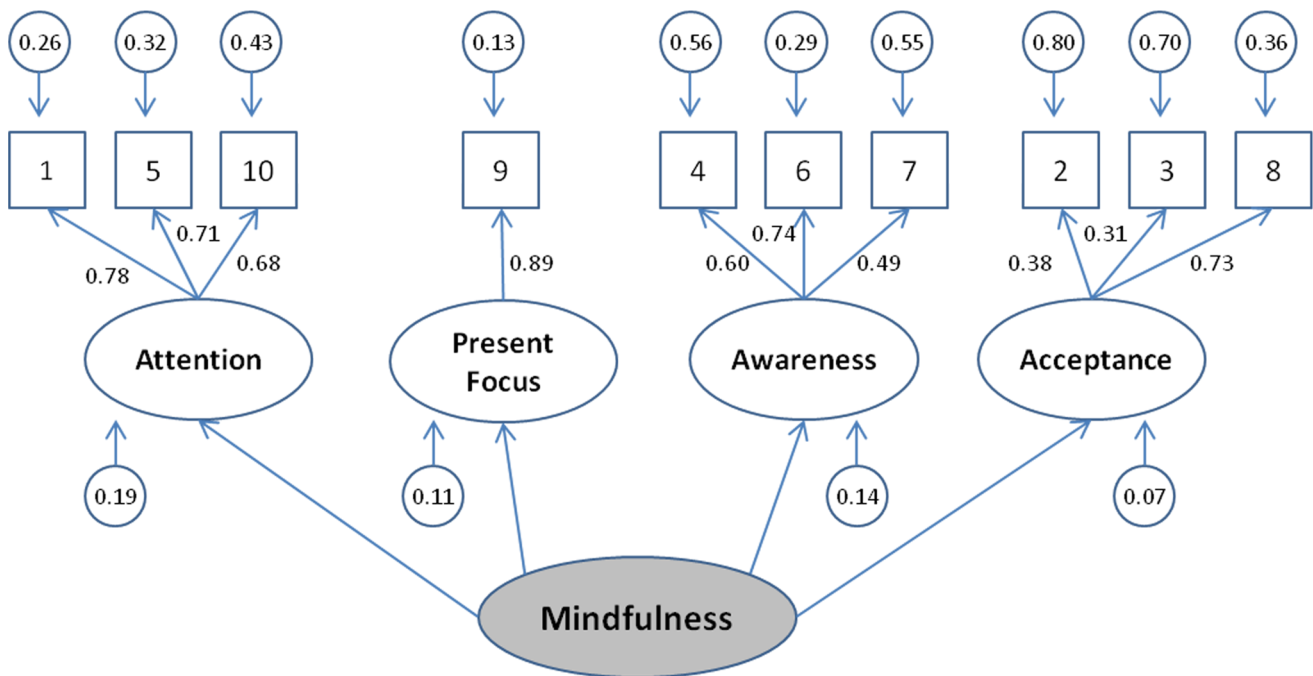 0.26 0.32 0.43 0.13 0.56 0.29 0.55 0.80 0.70 0.36
1 5 10 9 4 6 7 2 3 8
0.71 0.74 0.31
0.78 0.68 0.89 0.60 0.49 0.38 0.73
Attention
Present
Focus
Awareness
Acceptance
0.19 0.11 0.14 0.07
Mindfulness